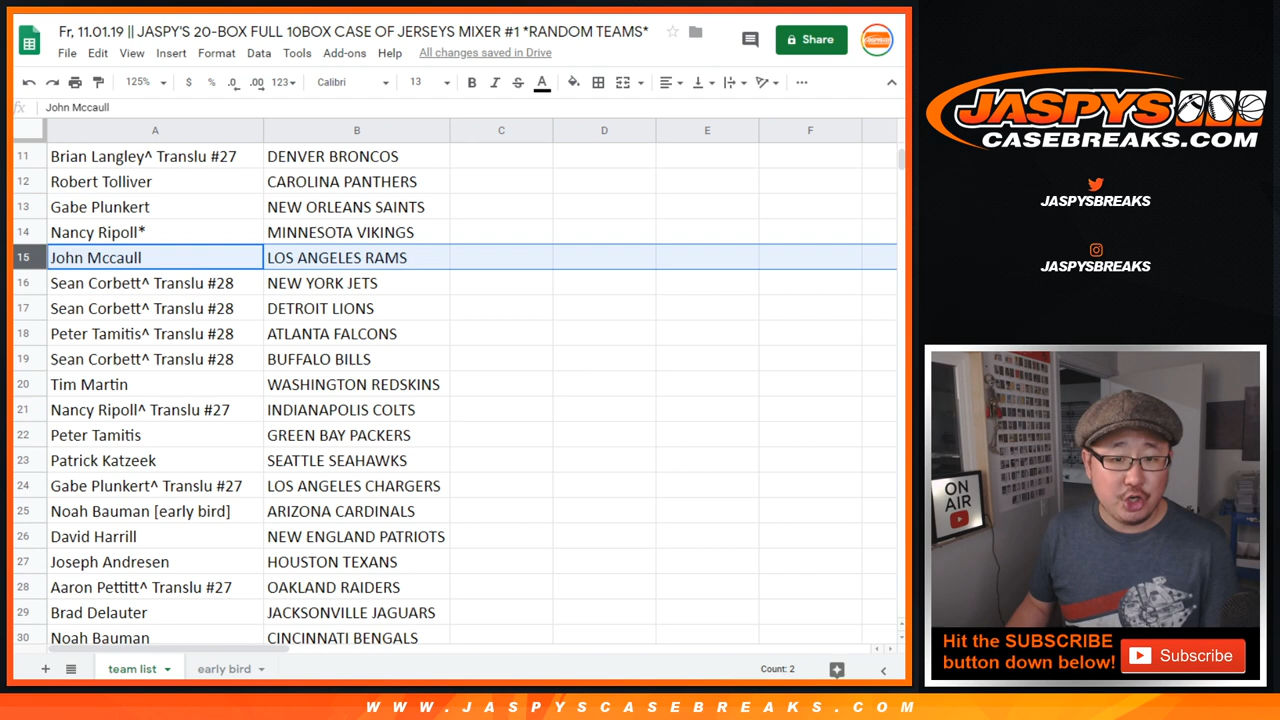 Fr, 11.01.19 || JASPY'S 20-BOX FULL 10BOX CASE OF JERSEYS MIXER #1 *RANDOM TEAMS*
File Edit View Insert Format Data Tools Add-ons Help All changes saved in Drive
Share
125% $ % .0 .00 123 Calibri 13 B I S A
fx John Mccaull
A B C D E F
11 Brian Langley^ Translu #27 DENVER BRONCOS
12 Robert Tolliver CAROLINA PANTHERS
13 Gabe Plunkert NEW ORLEANS SAINTS
14 Nancy Ripoll* MINNESOTA VIKINGS
15 John Mccaull LOS ANGELES RAMS
16 Sean Corbett^ Translu #28 NEW YORK JETS
17 Sean Corbett^ Translu #28 DETROIT LIONS
18 Peter Tamitis^ Translu #28 ATLANTA FALCONS
19 Sean Corbett^ Translu #28 BUFFALO BILLS
20 Tim Martin WASHINGTON REDSKINS
21 Nancy Ripoll^ Translu #27 INDIANAPOLIS COLTS
22 Peter Tamitis GREEN BAY PACKERS
23 Patrick Katzeek SEATTLE SEAHAWKS
24 Gabe Plunkert^ Translu #27 LOS ANGELES CHARGERS
25 Noah Bauman [early bird] ARIZONA CARDINALS
26 David Harrill NEW ENGLAND PATRIOTS
27 Joseph Andresen HOUSTON TEXANS
28 Aaron Pettitt^ Translu #27 OAKLAND RAIDERS
29 Brad Delauter JACKSONVILLE JAGUARS
30 Noah Bauman CINCINNATI BENGALS
+ team list early bird Count: 2
JASPYS
CASEBREAKS.COM
JASPYSBREAKS
JASPYSBREAKS
ON
AIR
Hit the SUBSCRIBE
button down below!
Subscribe
WWW.JASPYSCASEBREAKS.COM